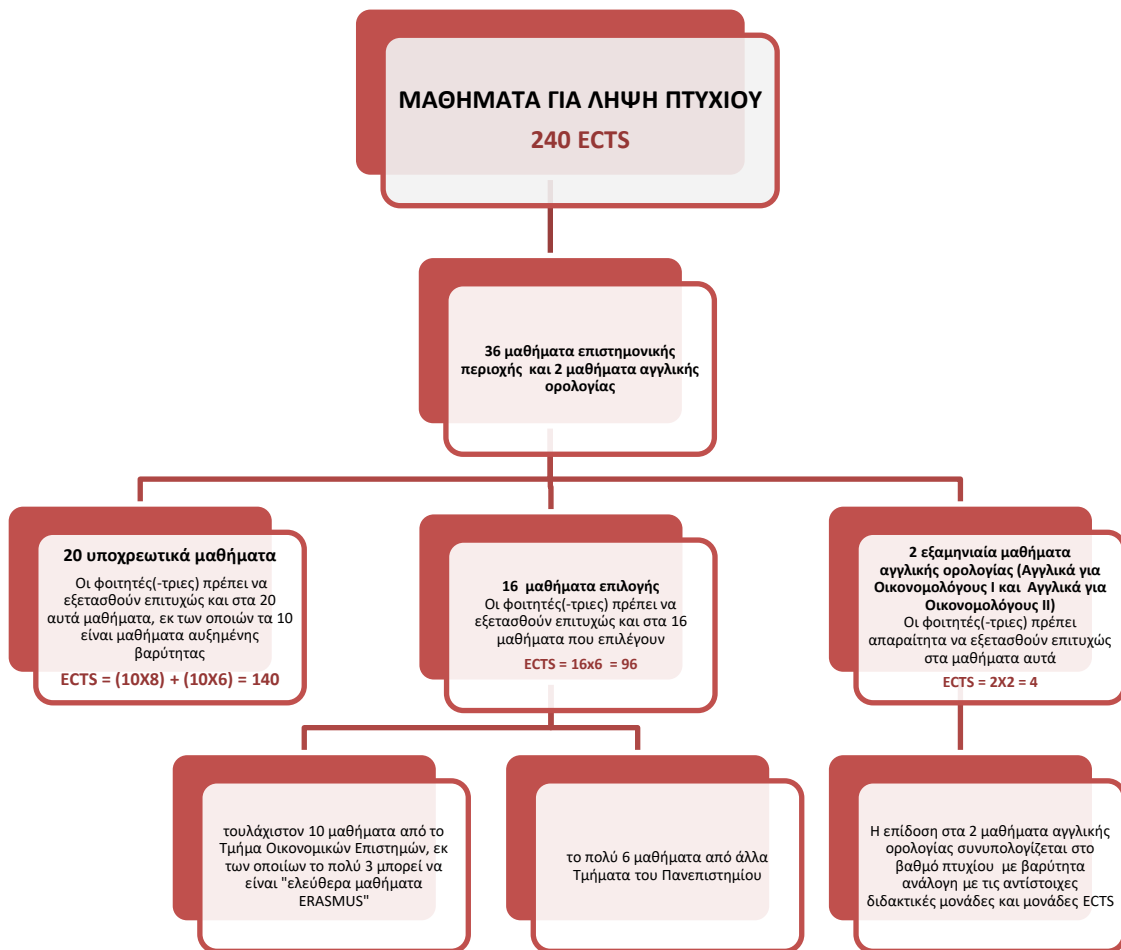 ΜΑΘΗΜΑΤΑ ΓΙΑ ΛΗΨΗ ΠΤΥΧΙΟΥ
240 ECTS
36 μαθήματα επιστημονικής
περιοχής και 2 μαθήματα αγγλικής
ορολογίας
20 υποχρεωτικά μαθήματα
Οι φοιτητές(-τριες) πρέπει να
εξετασθούν επιτυχώς και στα 20
αυτά μαθήματα, εκ των οποιών τα 10
είναι μαθήματα αυξημένης
βαρύτητας
ECTS = (10X8) + (10X6) = 140
16 μαθήματα επιλογής
Οι φοιτητές(-τριες) πρέπει να
εξετασθούν επιτυχώς και στα 16
μαθήματα που επιλέγουν
ECTS = 16x6 = 96
2 εξαμηνιαία μαθήματα
αγγλικής ορολογίας (Αγγλικά για
Οικονομολόγους Ι και Αγγλικά για
Οικονομολόγους ΙΙ)
Οι φοιτητές(-τριες) πρέπει
απαραίτητα να εξετασθούν επιτυχώς
στα μαθήματα αυτά
ECTS = 2X2 = 4
τουλάχιστον 10 μαθήματα από το
Τμήμα Οικονομικών Επιστημών, εκ
των οποιίων το πολύ 3 μπορεί να
είναι "ελεύθερα μαθήματα
ERASMUS"
το πολύ 6 μαθήματα από άλλα
Τμήματα του Πανεπιστημίου
Η επίδοση στα 2 μαθήματα αγγλικής
ορολογίας συνυπολογίζεται στο
βαθμό πτυχίου με βαρύτητα
ανάλογη με τις αντίστοιχες
διδακτικές μονάδες και μονάδες ECTS